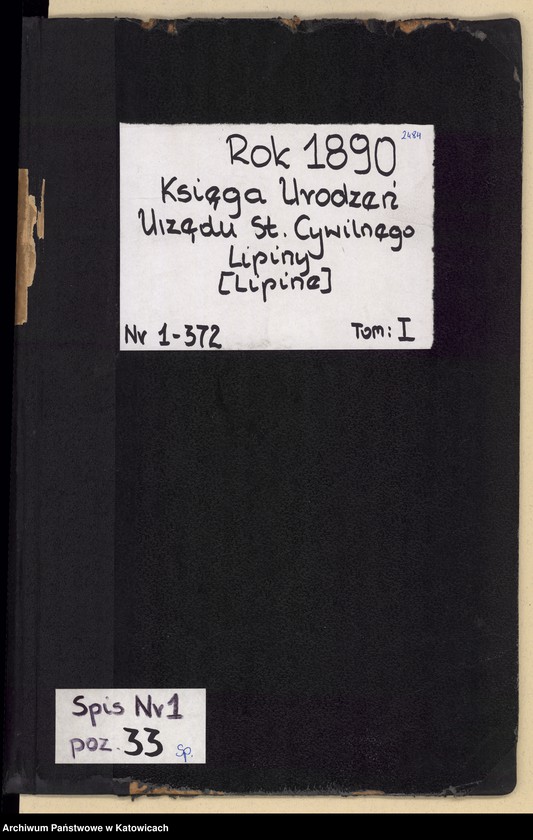 2484
Rok 1890
Księga Urodzeń
Urzędu St. Cywilnego
Lipiny
[Lipine]
Nr 1-372 Tom: I
Spis Nr 1
poz. 33 Sp.
Archiwum Państwowe w Katowicach